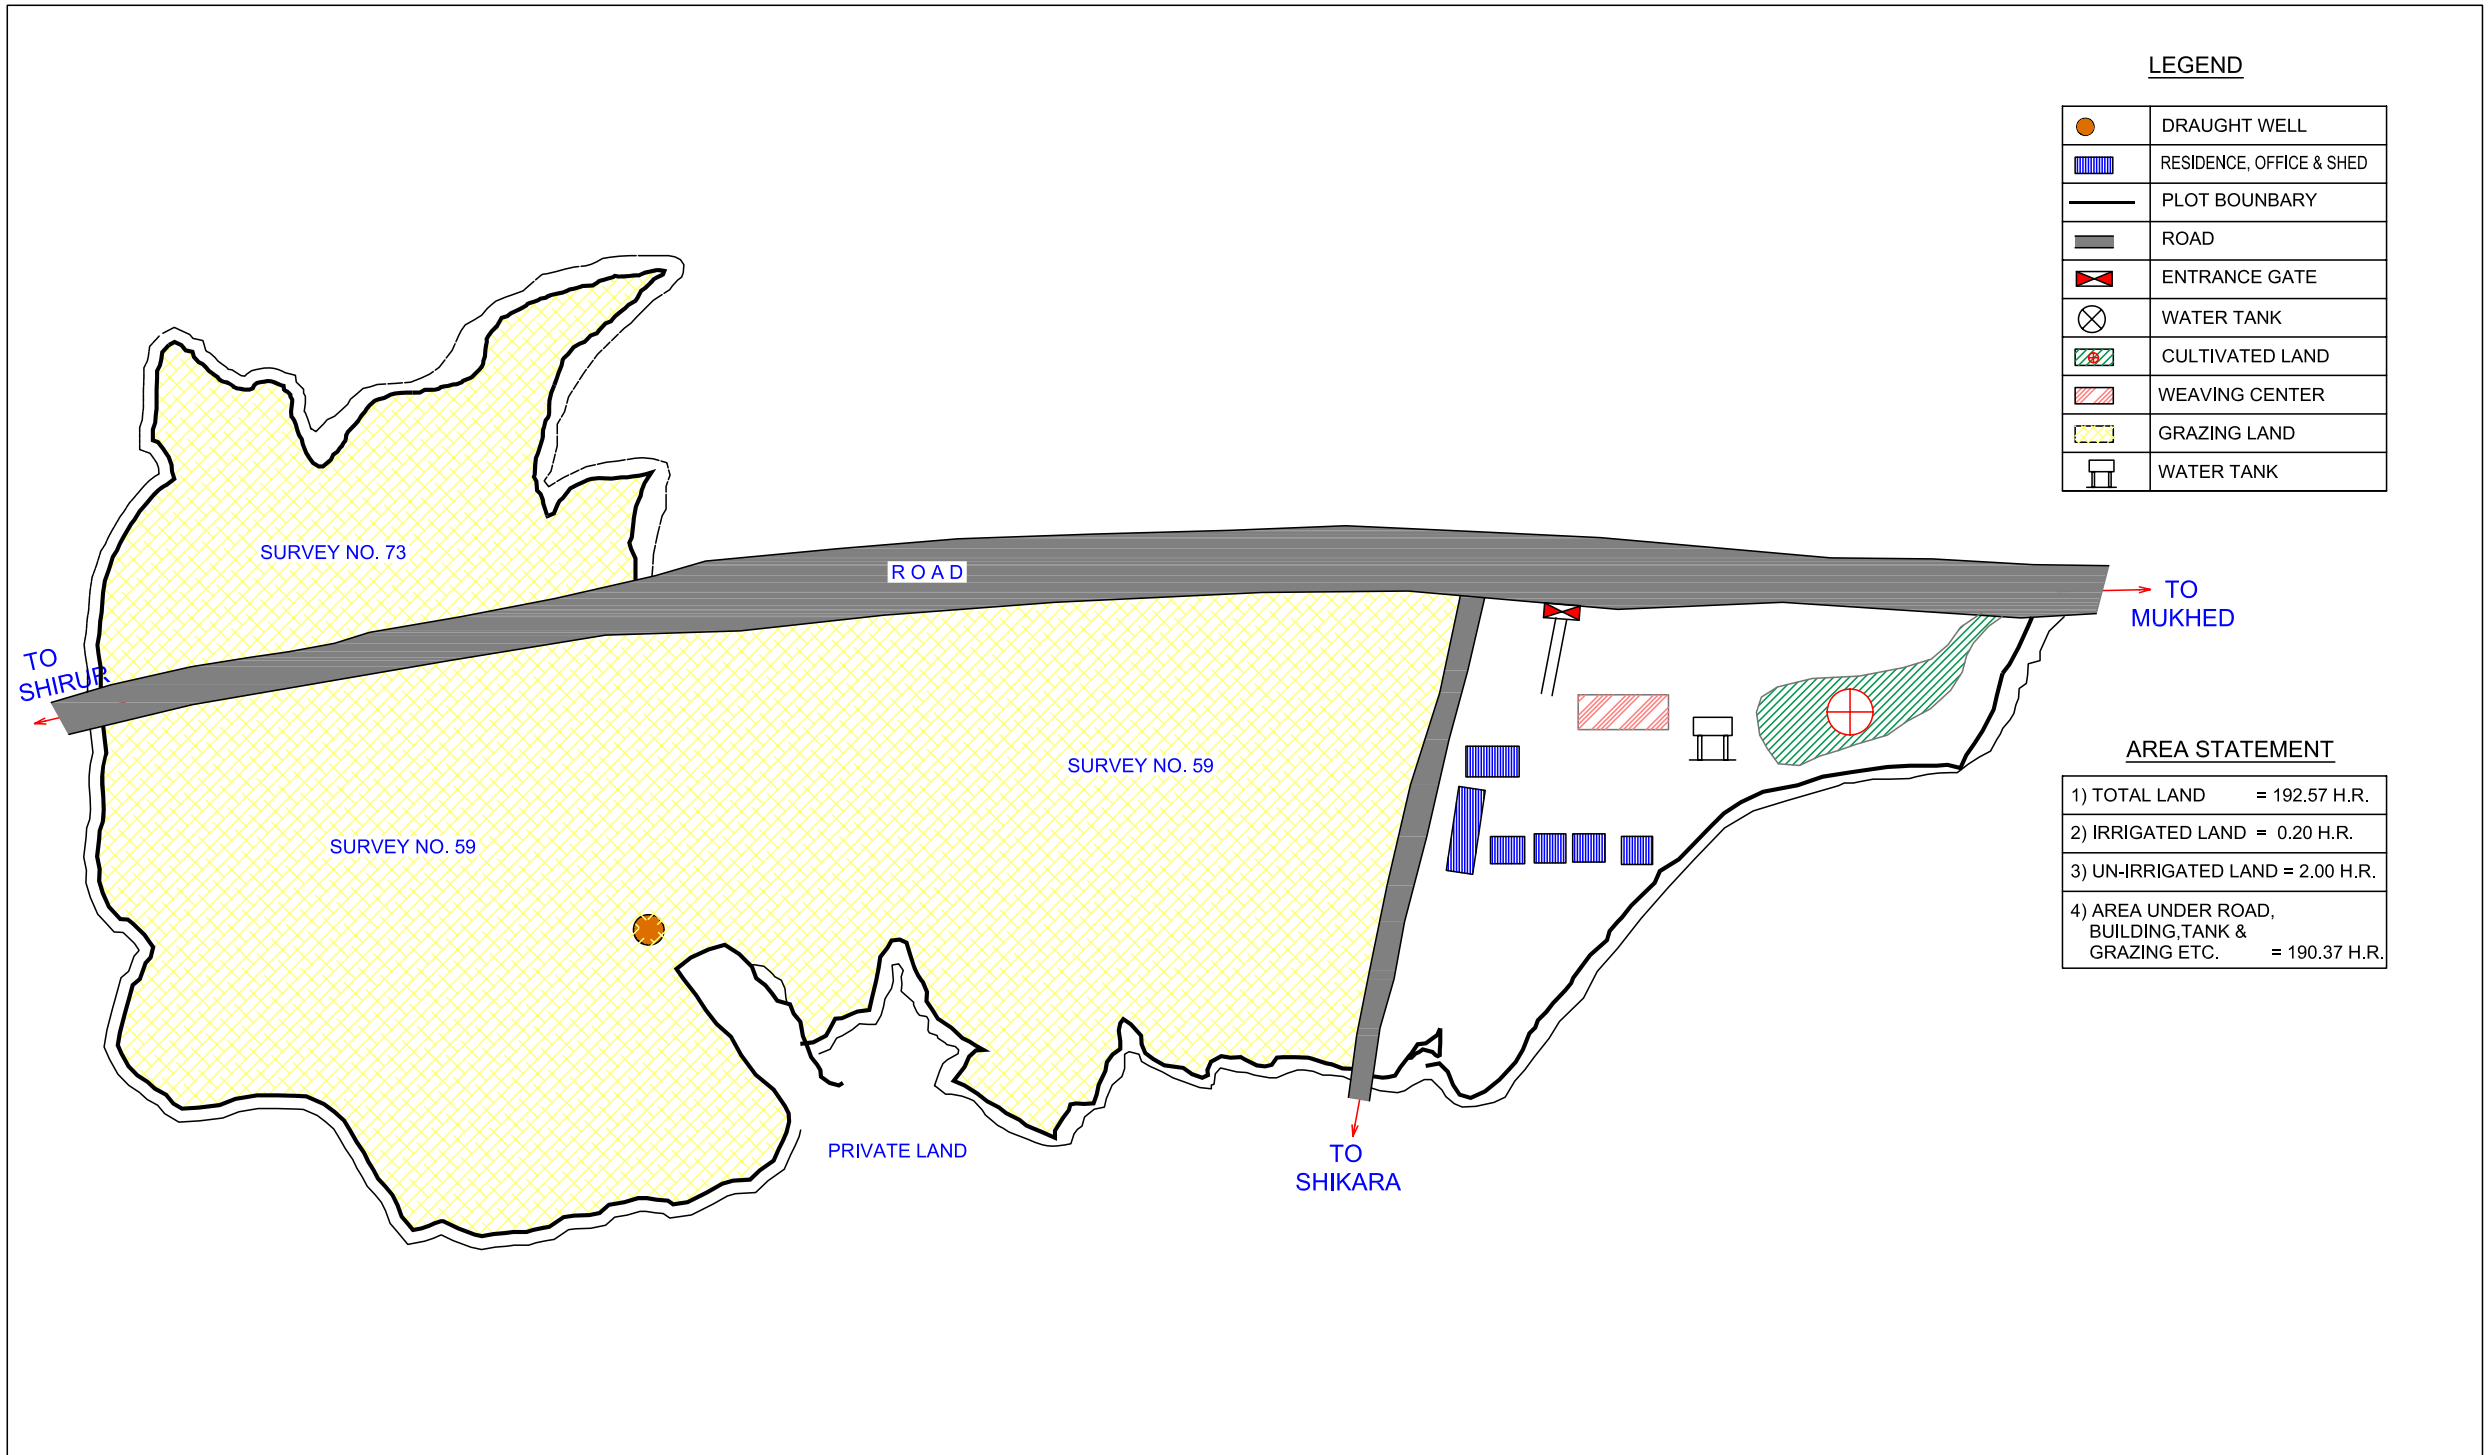 LEGEND
DRAUGHT WELL
RESIDENCE, OFFICE & SHED
PLOT BOUNBARY
ROAD
ENTRANCE GATE
WATER TANK
CULTIVATED LAND
WEAVING CENTER
GRAZING LAND
WATER TANK
SURVEY NO. 73
R O A D
TO
MUKHED
TO
SHIRUR
SURVEY NO. 59
SURVEY NO. 59
PRIVATE LAND
TO
SHIKARA
AREA STATEMENT
1) TOTAL LAND = 192.57 H.R.
2) IRRIGATED LAND = 0.20 H.R.
3) UN-IRRIGATED LAND = 2.00 H.R.
4) AREA UNDER ROAD,
BUILDING,TANK &
GRAZING ETC. = 190.37 H.R.